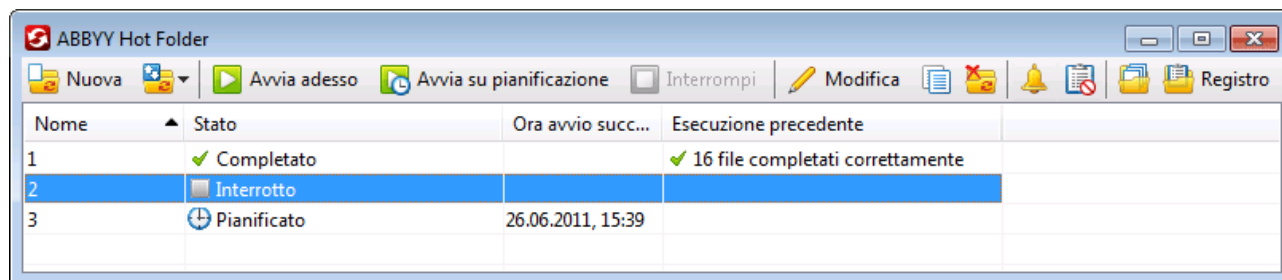 ABBYY Hot Folder
Nuova Avvia adesso Avvia su pianificazione Interrompi Modifica Registro
Nome Stato Ora avvio succ... Esecuzione precedente
1 Completato 16 file completati correttamente
2 Interrotto
3 Pianificato 26.06.2011, 15:39